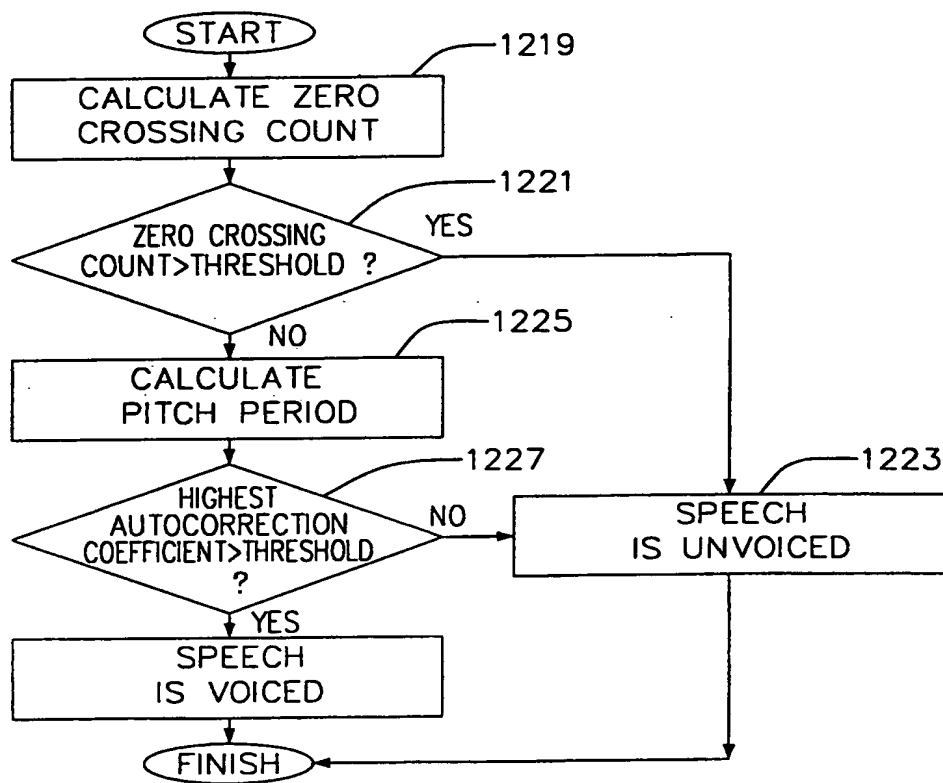 START
1219
CALCULATE ZERO
CROSSING COUNT
1221
ZERO CROSSING
COUNT>THRESHOLD ?
YES
NO
1225
CALCULATE
PITCH PERIOD
1227
HIGHEST
AUTOCORRECTION
COEFFICIENT>THRESHOLD
?
NO
1223
SPEECH
IS UNVOICED
YES
SPEECH
IS VOICED
FINISH